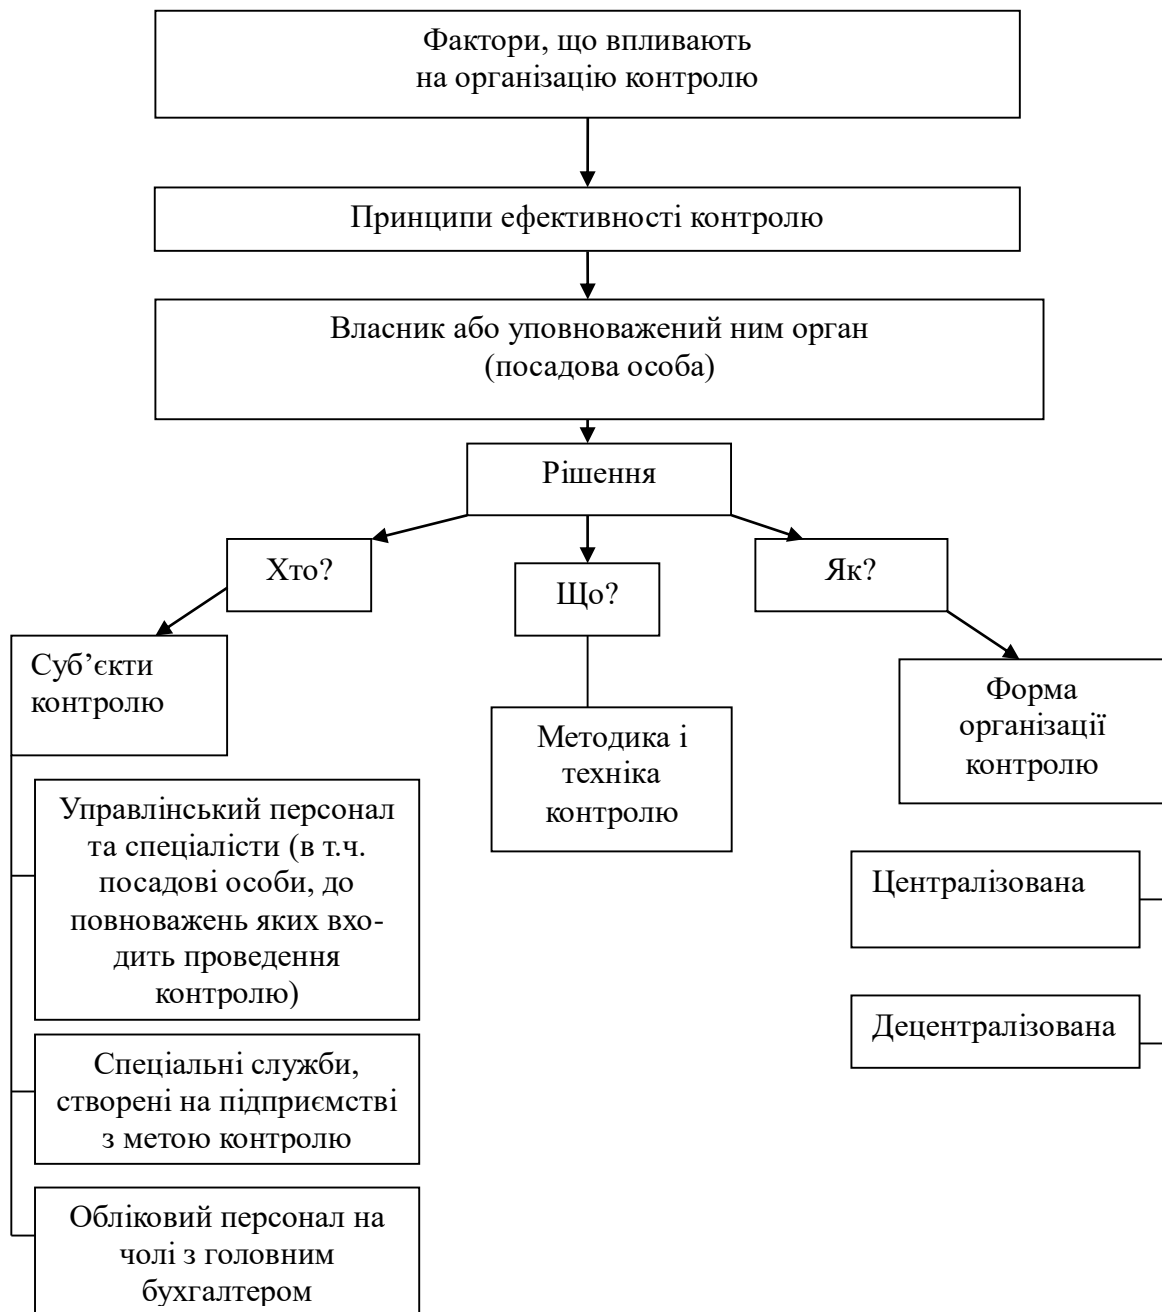 Фактори, що впливають
на організацію контролю
Принципи ефективності контролю
Власник або уповноважений ним орган
(посадова особа)
Рішення
Хто?
Що?
Як?
Суб’єкти
контролю
Методика і
техніка
контролю
Форма
організації
контролю
Управлінський персонал
та спеціалісти (в т.ч.
посадові особи, до
повноважень яких вхо-
дить проведення
контролю)
Спеціальні служби,
створені на підприємстві
з метою контролю
Обліковий персонал на
чолі з головним
бухгалтером
Централізована
Децентралізована